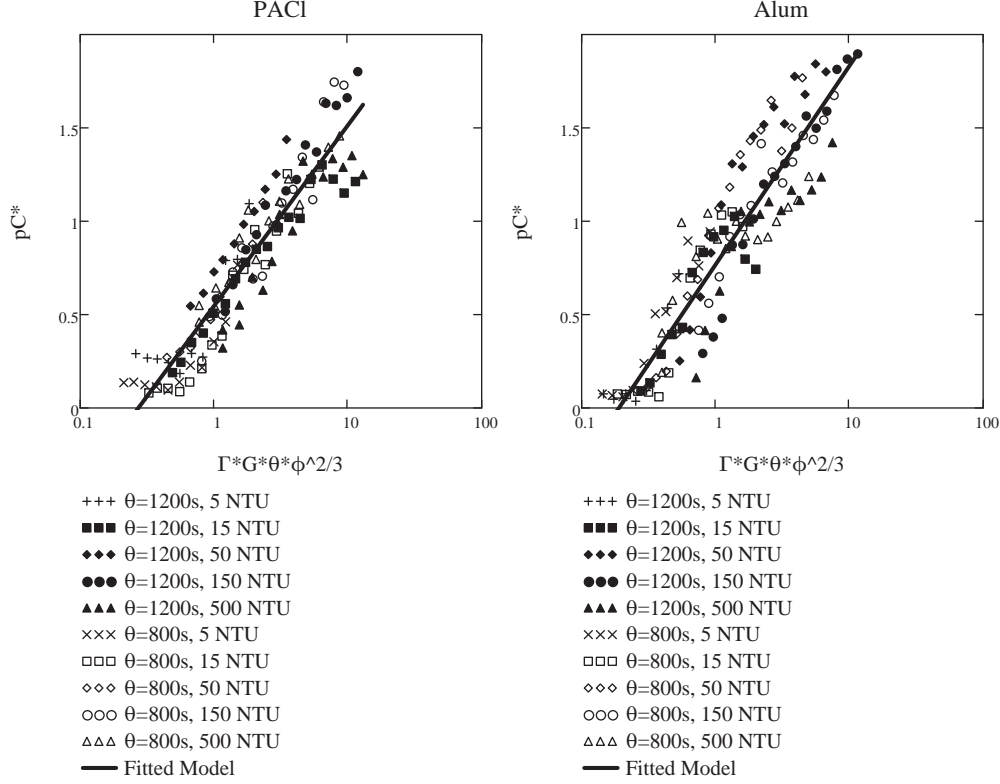 PACl
pC*
1.5
1
0.5
0
0.1
1
10
100
Γ*G*θ*ϕ^2/3
θ=1200s, 5 NTU
θ=1200s, 15 NTU
θ=1200s, 50 NTU
θ=1200s, 150 NTU
θ=1200s, 500 NTU
θ=800s, 5 NTU
θ=800s, 15 NTU
θ=800s, 50 NTU
θ=800s, 150 NTU
θ=800s, 500 NTU
Fitted Model
Alum
pC*
1.5
1
0.5
0
0.1
1
10
100
Γ*G*θ*ϕ^2/3
θ=1200s, 5 NTU
θ=1200s, 15 NTU
θ=1200s, 50 NTU
θ=1200s, 150 NTU
θ=1200s, 500 NTU
θ=800s, 5 NTU
θ=800s, 15 NTU
θ=800s, 50 NTU
θ=800s, 150 NTU
θ=800s, 500 NTU
Fitted Model